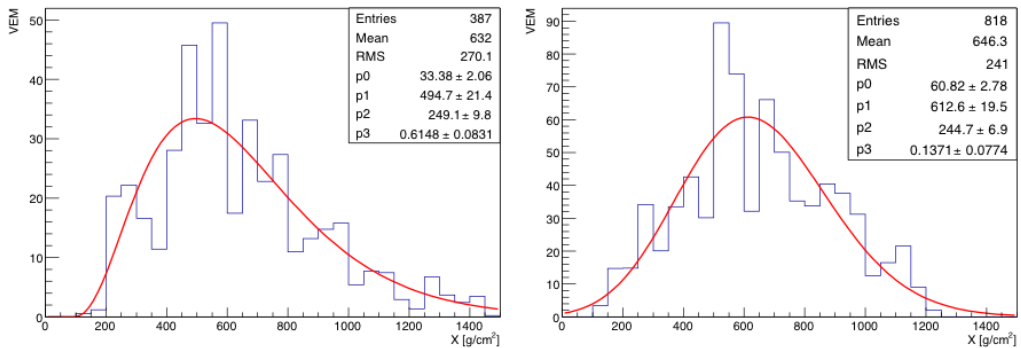 VEM
50
40
30
20
10
0
0 200 400 600 800 1000 1200 1400
X [g/cm²]
Entries 387
Mean 632
RMS 270.1
p0 33.38 ± 2.06
p1 494.7 ± 21.4
p2 249.1 ± 9.8
p3 0.6148 ± 0.0831
VEM
90
80
70
60
50
40
30
20
10
0
0 200 400 600 800 1000 1200 1400
X [g/cm²]
Entries 818
Mean 646.3
RMS 241
p0 60.82 ± 2.78
p1 612.6 ± 19.5
p2 244.7 ± 6.9
p3 0.1371 ± 0.0774